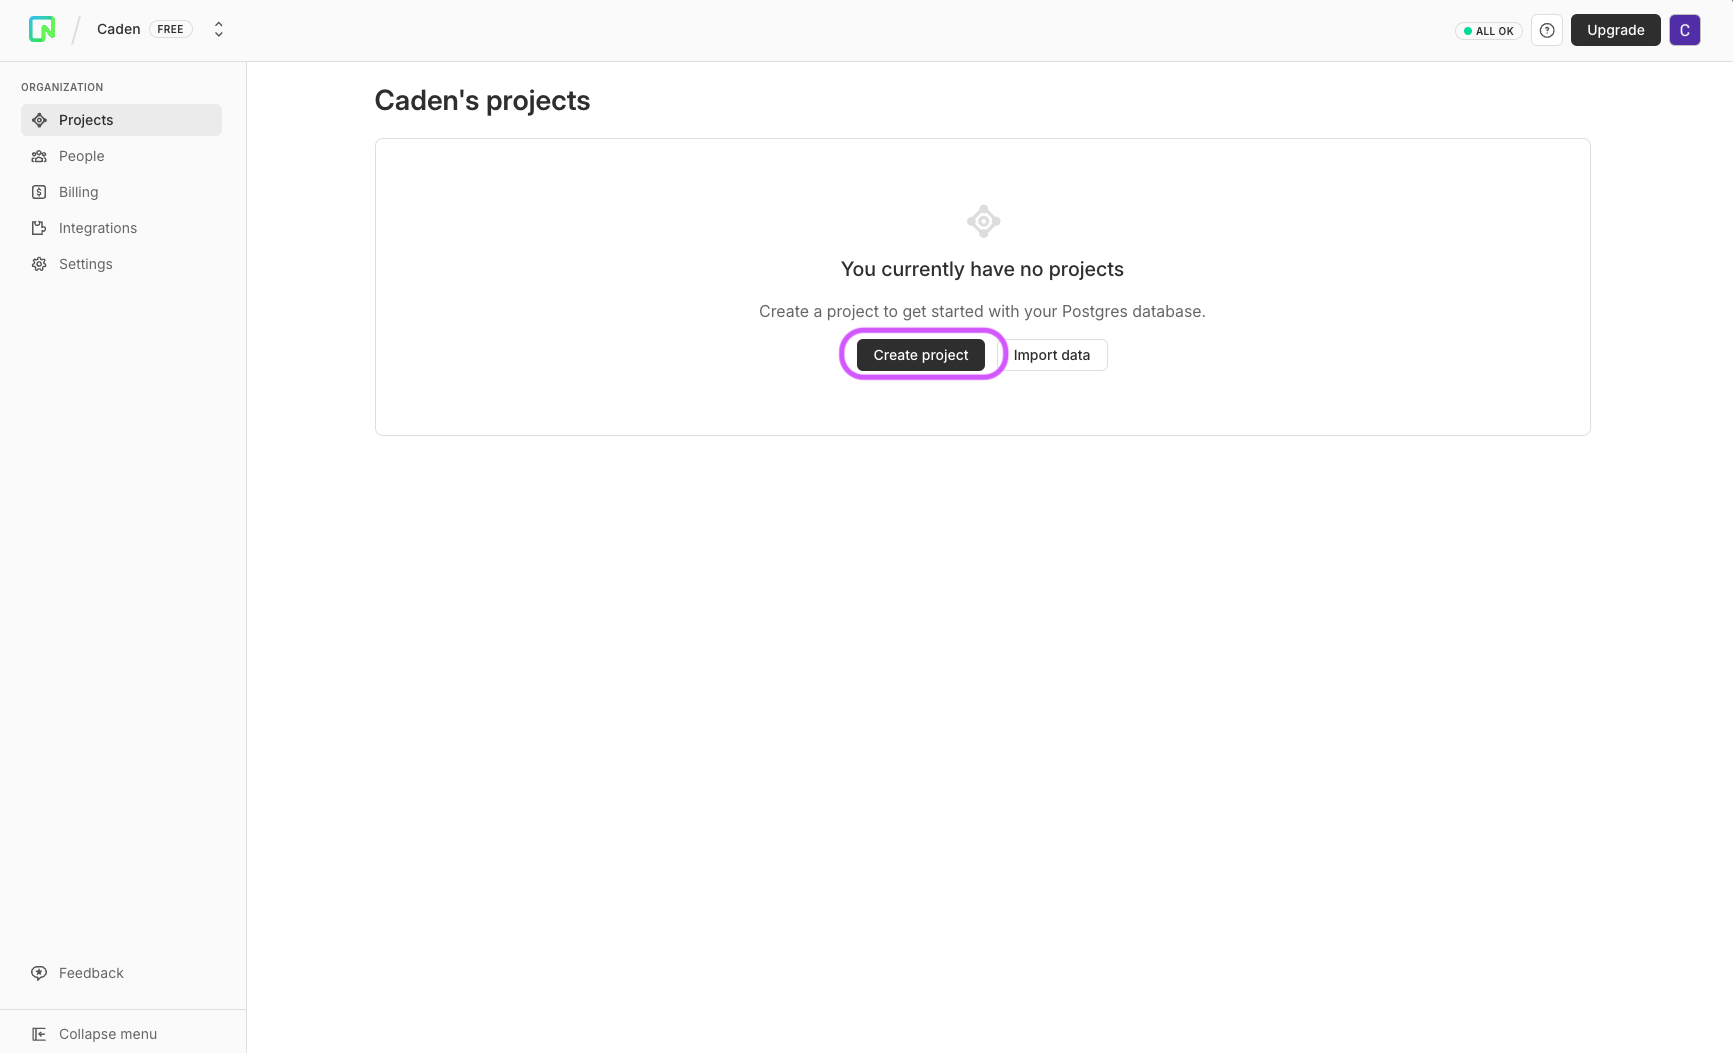 Caden FREE
ALL OK
Upgrade
C
ORGANIZATION
Projects
People
Billing
Integrations
Settings
Feedback
Collapse menu
Caden's projects
You currently have no projects
Create a project to get started with your Postgres database.
Create project Import data